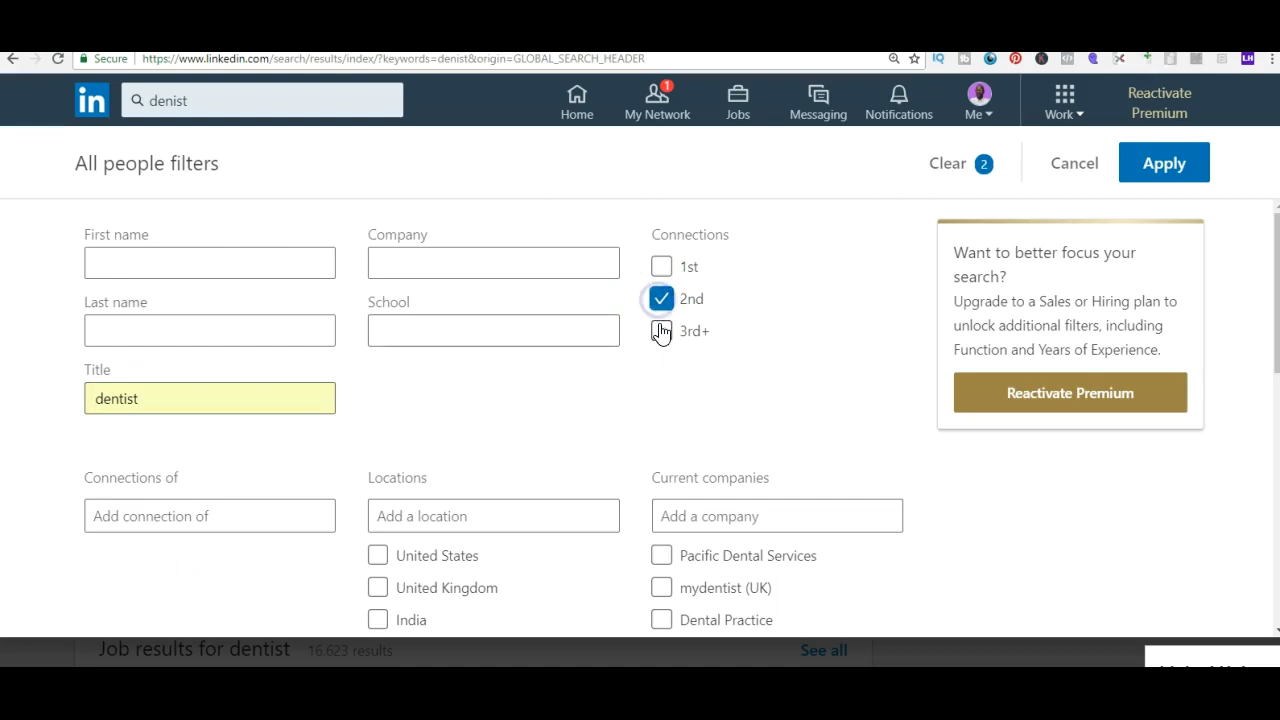 Secure https://www.linkedin.com/search/results/index/?keywords=denist&origin=GLOBAL_SEARCH_HEADER
in denist Home 1 My Network Jobs Messaging Notifications Me Work Reactivate Premium
All people filters Clear 2 Cancel Apply
First name Company Connections
1st
Last name School 2nd
3rd+
Title
dentist
Want to better focus your
search?
Upgrade to a Sales or Hiring plan to
unlock additional filters, including
Function and Years of Experience.
Reactivate Premium
Connections of Locations Current companies
Add connection of Add a location Add a company
United States Pacific Dental Services
United Kingdom mydentist (UK)
India Dental Practice
Job results for dentist 16,623 results See all